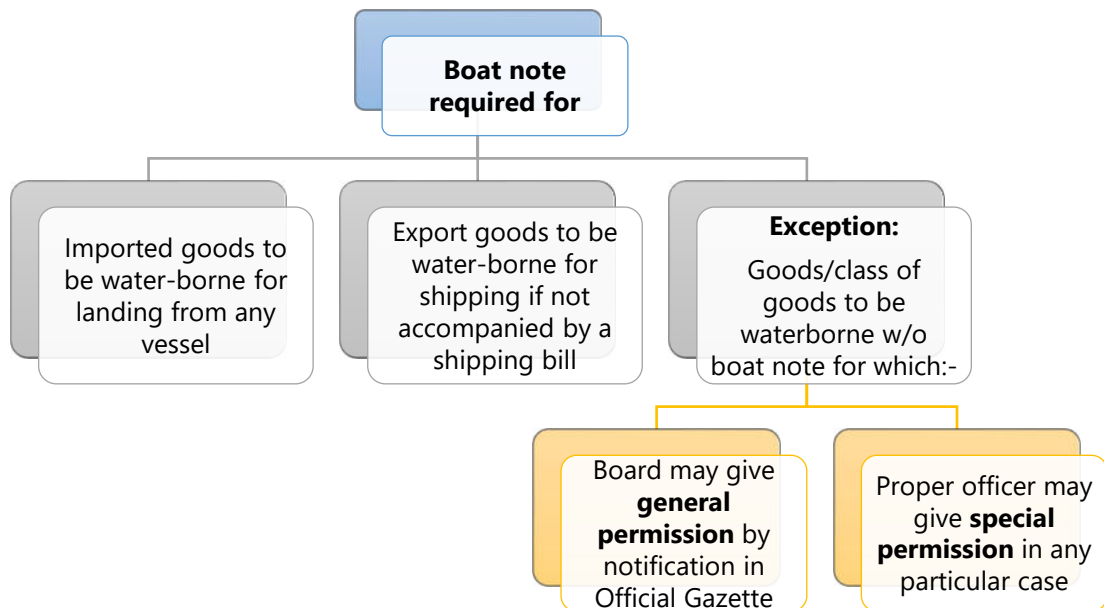 Boat note
required for
Imported goods to
be water-borne for
landing from any
vessel
Export goods to be
water-borne for
shipping if not
accompanied by a
shipping bill
Exception:
Goods/class of
goods to be
waterborne w/o
boat note for which:-
Board may give
general
permission by
notification in
Official Gazette
Proper officer may
give special
permission in any
particular case